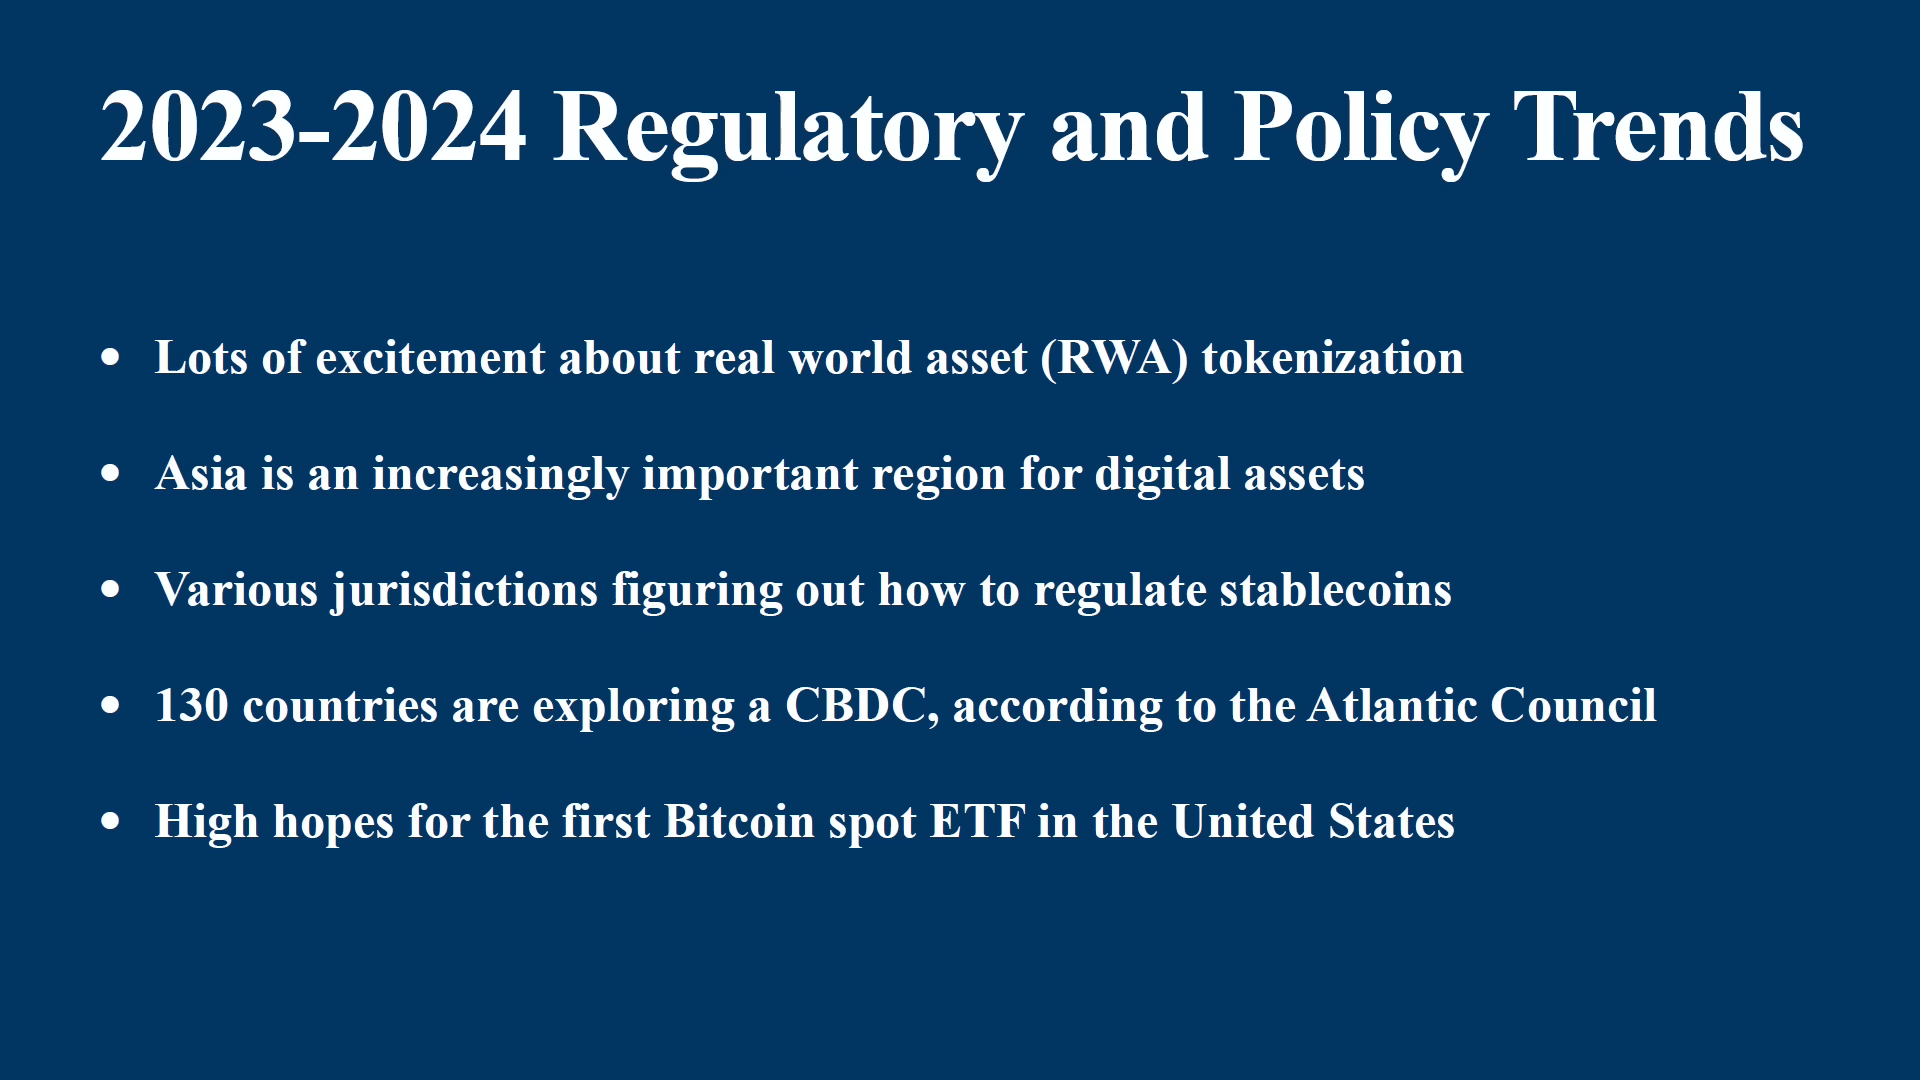 2023-2024 Regulatory and Policy Trends
• Lots of excitement about real world asset (RWA) tokenization
• Asia is an increasingly important region for digital assets
• Various jurisdictions figuring out how to regulate stablecoins
• 130 countries are exploring a CBDC, according to the Atlantic Council
• High hopes for the first Bitcoin spot ETF in the United States